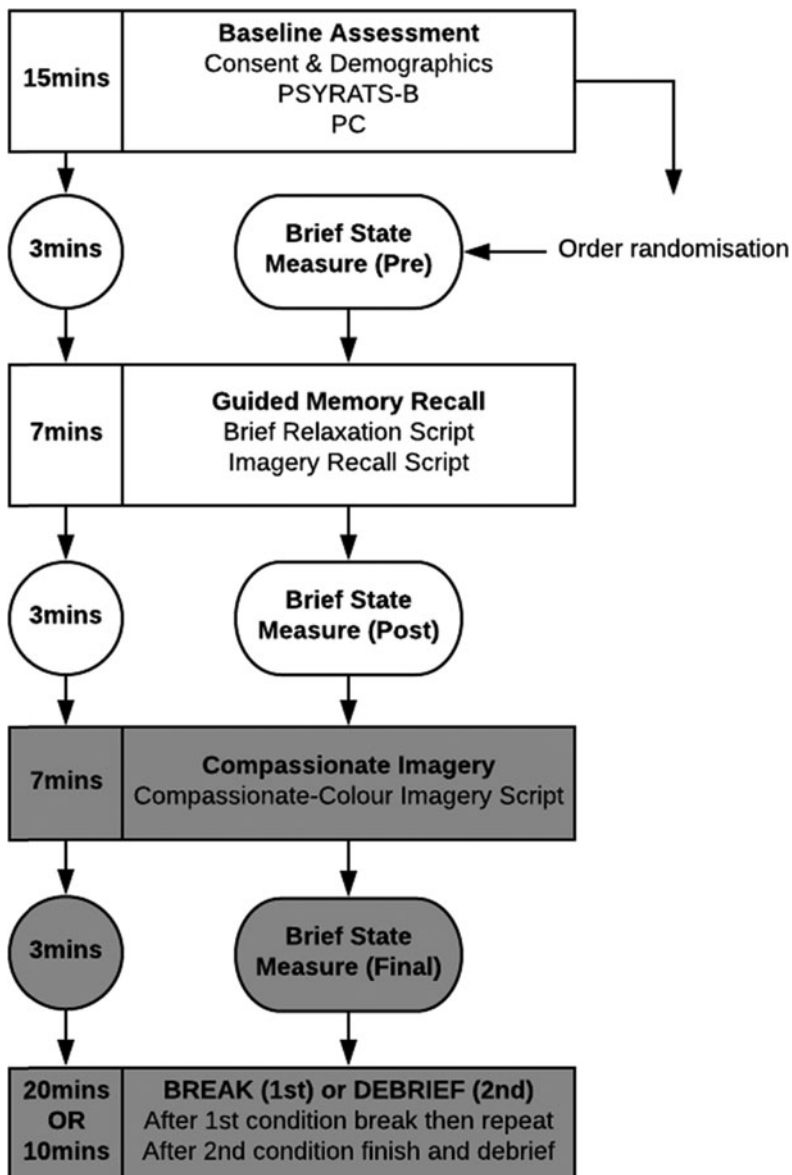 Baseline Assessment
15mins
Consent & Demographics
PSYRATS-B
PC
3mins
Brief State
Measure (Pre)
Order randomisation
7mins
Guided Memory Recall
Brief Relaxation Script
Imagery Recall Script
3mins
Brief State
Measure (Post)
7mins
Compassionate Imagery
Compassionate-Colour Imagery Script
3mins
Brief State
Measure (Final)
20mins
OR
10mins
BREAK (1st) or DEBRIEF (2nd)
After 1st condition break then repeat
After 2nd condition finish and debrief